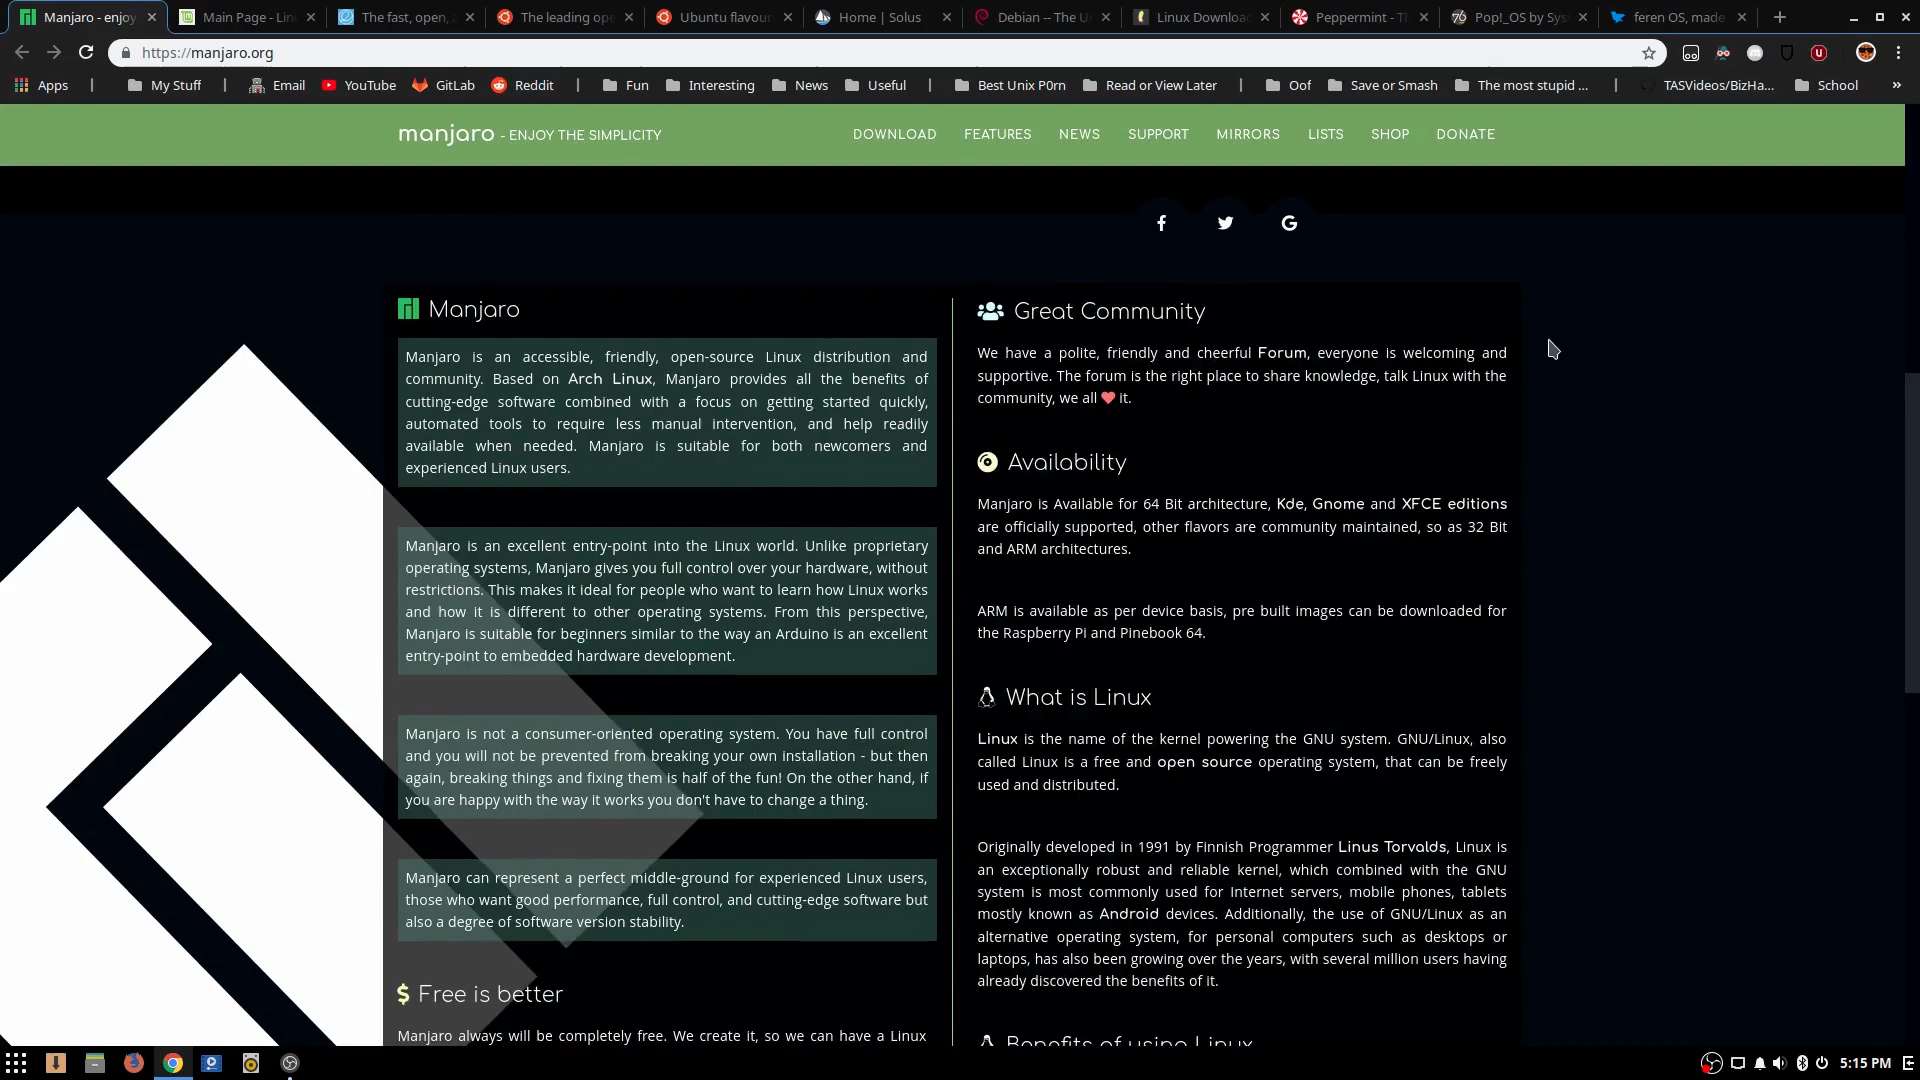 Manjaro - enjoy
Main Page - Lin
The fast, open, a
The leading ope
Ubuntu flavour
Home | Solus
Debian -- The U
Linux Downloa
Peppermint - Th
Pop!_OS by Sys
feren OS, made
https://manjaro.org
Apps | My Stuff | Email YouTube GitLab Reddit | Fun Interesting News Useful | Best Unix P0rn Read or View Later | Oof Save or Smash The most stupid ... | TASVideos/BizHa... School »
manjaro - ENJOY THE SIMPLICITY
DOWNLOAD FEATURES NEWS SUPPORT MIRRORS LISTS SHOP DONATE
Manjaro
Manjaro is an accessible, friendly, open-source Linux distribution and
community. Based on Arch Linux, Manjaro provides all the benefits of
cutting-edge software combined with a focus on getting started quickly,
automated tools to require less manual intervention, and help readily
available when needed. Manjaro is suitable for both newcomers and
experienced Linux users.
Manjaro is an excellent entry-point into the Linux world. Unlike proprietary
operating systems, Manjaro gives you full control over your hardware, without
restrictions. This makes it ideal for people who want to learn how Linux works
and how it is different to other operating systems. From this perspective,
Manjaro is suitable for beginners similar to the way an Arduino is an excellent
entry-point to embedded hardware development.
Manjaro is not a consumer-oriented operating system. You have full control
and you will not be prevented from breaking your own installation - but then
again, breaking things and fixing them is half of the fun! On the other hand, if
you are happy with the way it works you don't have to change a thing.
Manjaro can represent a perfect middle-ground for experienced Linux users,
those who want good performance, full control, and cutting-edge software but
also a degree of software version stability.
$ Free is better
Manjaro always will be completely free. We create it, so we can have a Linux
Great Community
We have a polite, friendly and cheerful Forum, everyone is welcoming and
supportive. The forum is the right place to share knowledge, talk Linux with the
community, we all ❤ it.
Availability
Manjaro is Available for 64 Bit architecture, Kde, Gnome and XFCE editions
are officially supported, other flavors are community maintained, so as 32 Bit
and ARM architectures.
ARM is available as per device basis, pre built images can be downloaded for
the Raspberry Pi and Pinebook 64.
What is Linux
Linux is the name of the kernel powering the GNU system. GNU/Linux, also
called Linux is a free and open source operating system, that can be freely
used and distributed.
Originally developed in 1991 by Finnish Programmer Linus Torvalds, Linux is
an exceptionally robust and reliable kernel, which combined with the GNU
system is most commonly used for Internet servers, mobile phones, tablets
mostly known as Android devices. Additionally, the use of GNU/Linux as an
alternative operating system, for personal computers such as desktops or
laptops, has also been growing over the years, with several million users having
already discovered the benefits of it.
Benefits of using Linux
5:15 PM